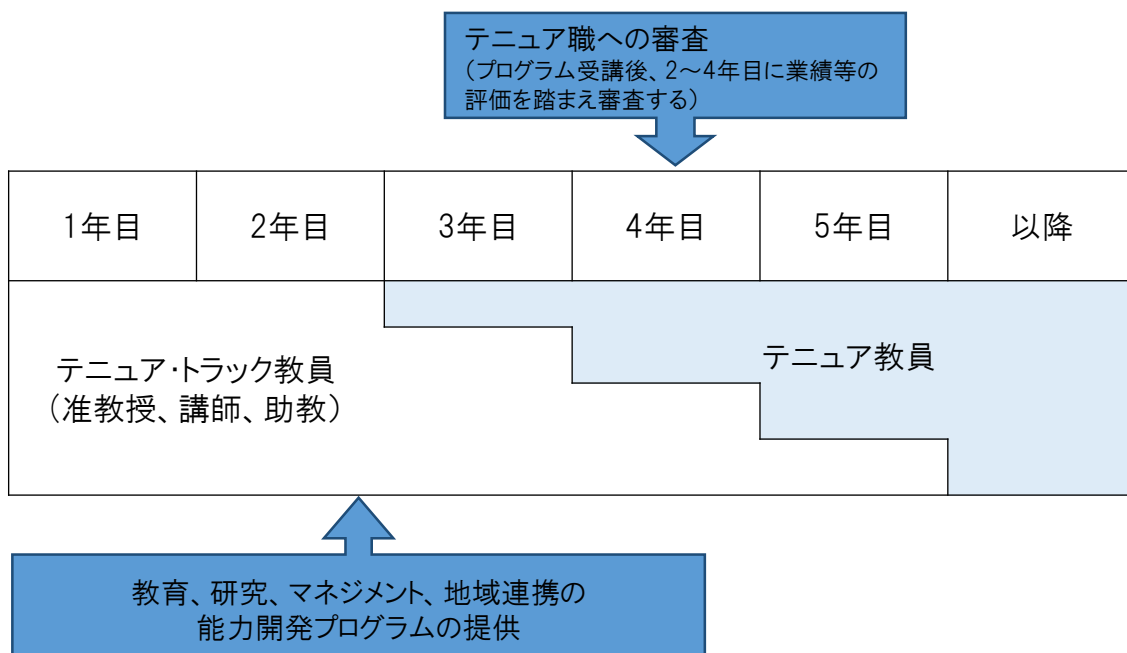 テニュア職への審査
（プログラム受講後、2～4年目に業績等の
評価を踏まえ審査する）
1年目
2年目
3年目
4年目
5年目
以降
テニュア・トラック教員
（准教授、講師、助教）
テニュア教員
教育、研究、マネジメント、地域連携の
能力開発プログラムの提供